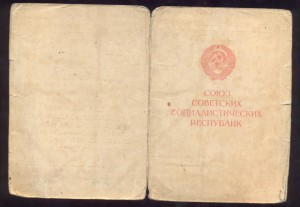 СОЮЗ
СОВЕТСКИХ
СОЦИАЛИСТИЧЕСКИХ
РЕСПУБЛИК